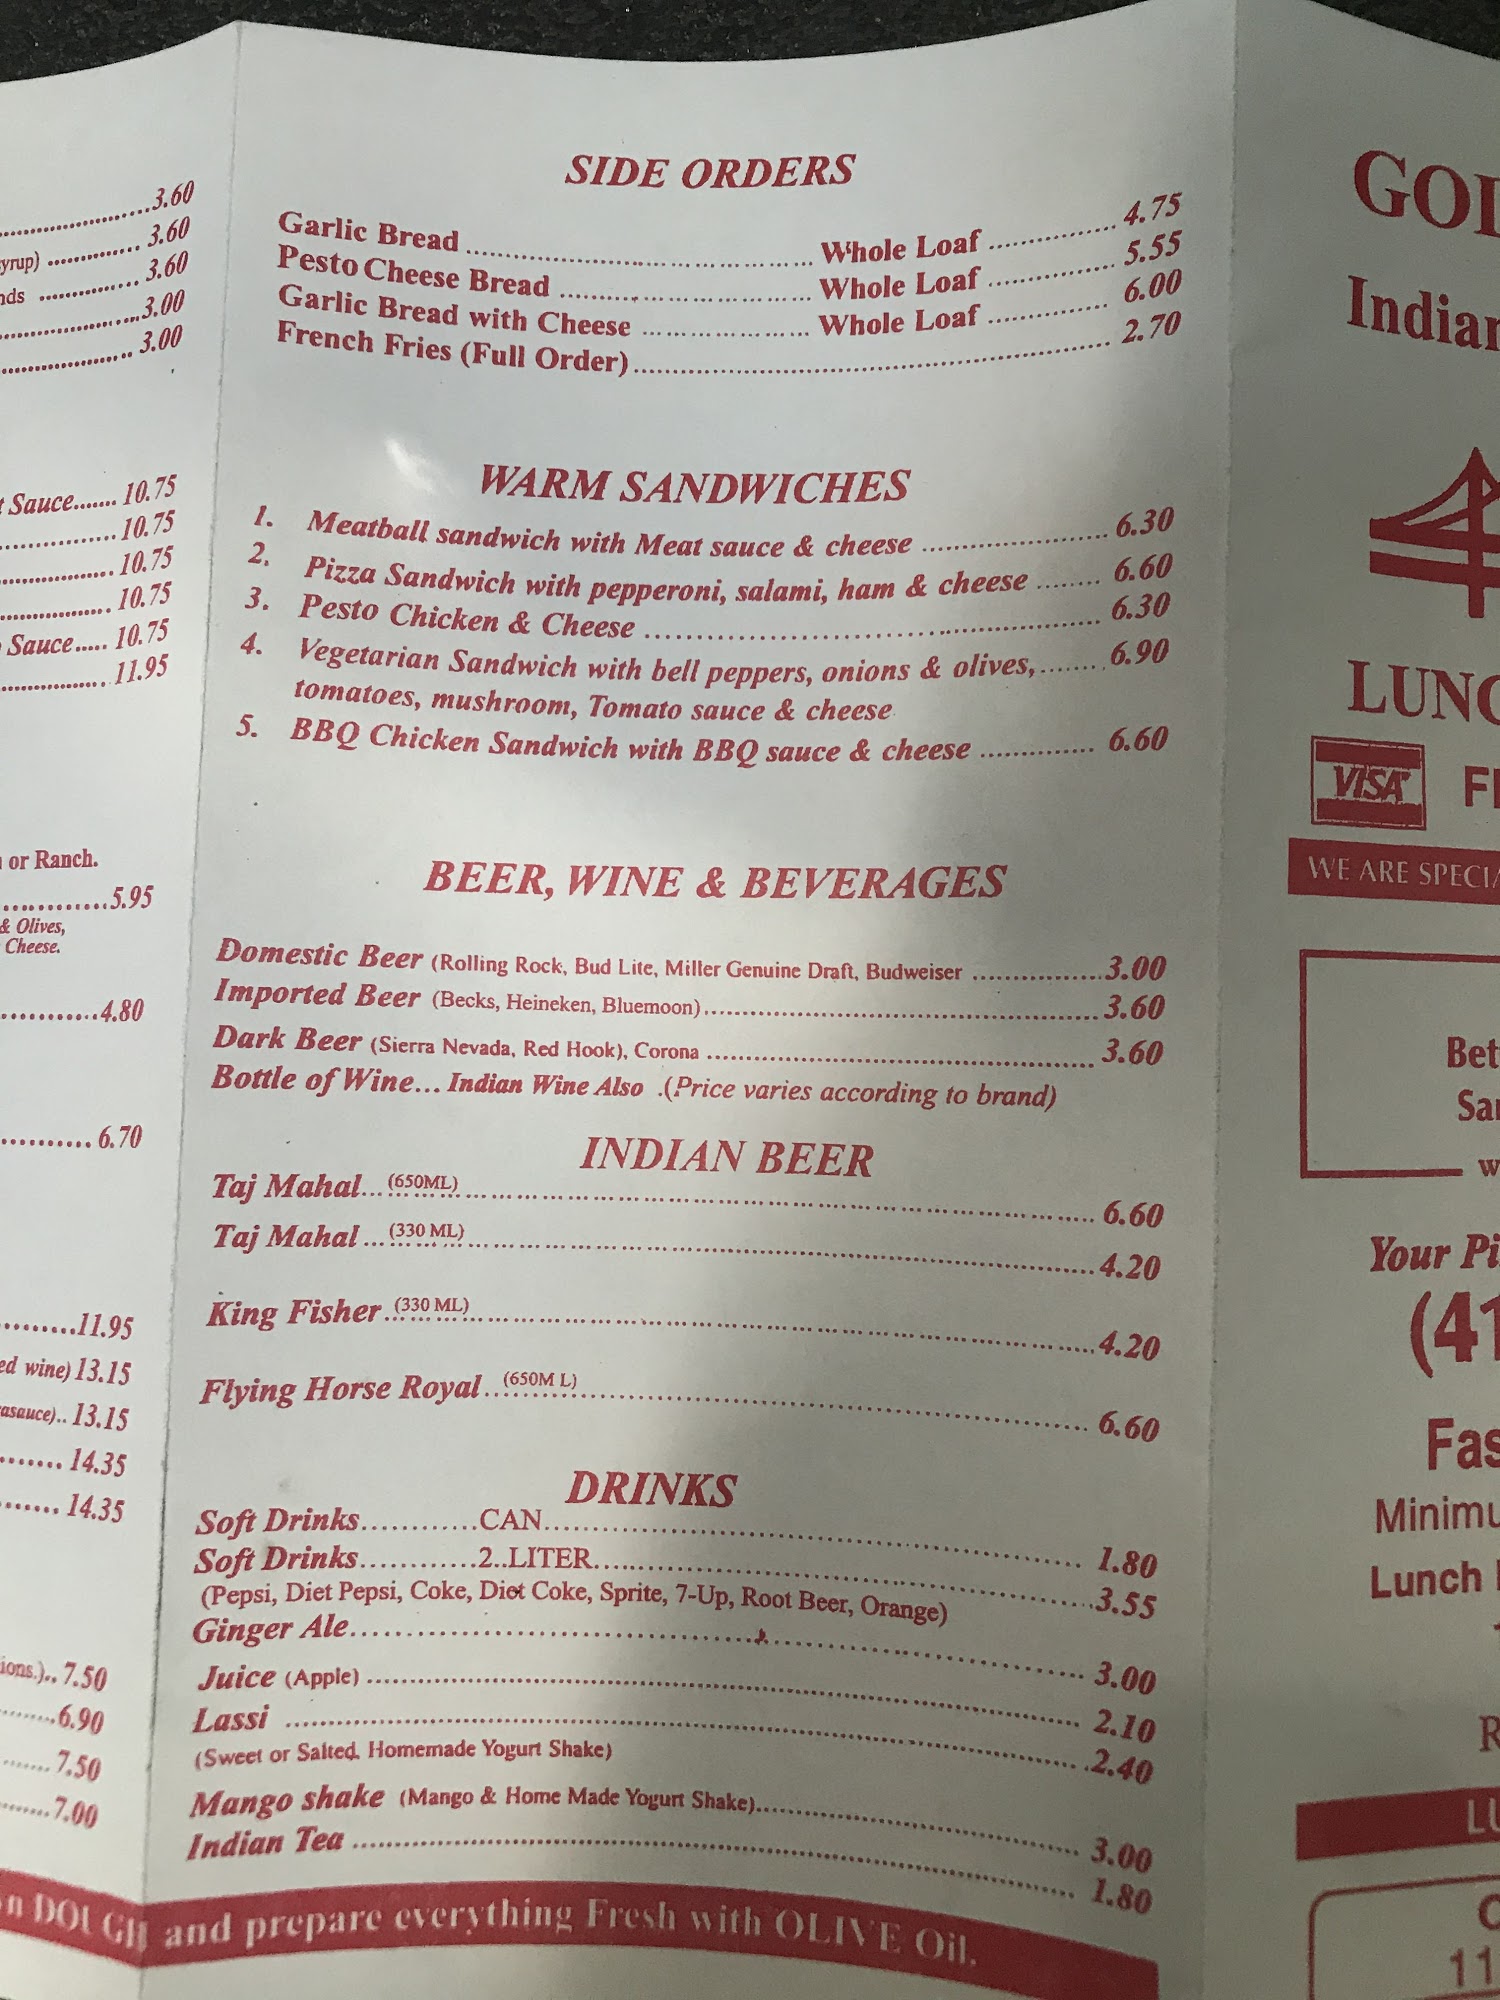 3.60
yrup) 3.60
nds 3.60
3.00
3.00
Sauce....... 10.75
10.75
10.75
10.75
Sauce..... 10.75
11.95
or Ranch.
5.95
& Olives,
Cheese.
4.80
6.70
11.95
ed wine) 13.15
asauce).. 13.15
14.35
14.35
ions.).. 7.50
6.90
7.50
7.00
SIDE ORDERS
Garlic Bread ........ Whole Loaf ........ 4.75
Pesto Cheese Bread ........ Whole Loaf ........ 5.55
Garlic Bread with Cheese ........ Whole Loaf ........ 6.00
French Fries (Full Order) ........ 2.70
WARM SANDWICHES
1. Meatball sandwich with Meat sauce & cheese ........ 6.30
2. Pizza Sandwich with pepperoni, salami, ham & cheese ........ 6.60
3. Pesto Chicken & Cheese ........ 6.30
4. Vegetarian Sandwich with bell peppers, onions & olives, ........ 6.90
tomatoes, mushroom, Tomato sauce & cheese
5. BBQ Chicken Sandwich with BBQ sauce & cheese ........ 6.60
BEER, WINE & BEVERAGES
Domestic Beer (Rolling Rock, Bud Lite, Miller Genuine Draft, Budweiser ........ 3.00
Imported Beer (Becks, Heineken, Bluemoon) ........ 3.60
Dark Beer (Sierra Nevada, Red Hook), Corona ........ 3.60
Bottle of Wine... Indian Wine Also .(Price varies according to brand)
INDIAN BEER
Taj Mahal... (650ML) ........ 6.60
Taj Mahal ... (330 ML) ........ 4.20
King Fisher (330 ML) ........ 4.20
Flying Horse Royal (650M L) ........ 6.60
DRINKS
Soft Drinks ........ CAN ........ 1.80
Soft Drinks ........ 2..LITER ........ 3.55
(Pepsi, Diet Pepsi, Coke, Diet Coke, Sprite, 7-Up, Root Beer, Orange)
Ginger Ale ........ 3.00
Juice (Apple) ........ 2.10
Lassi ........ 2.40
(Sweet or Salted. Homemade Yogurt Shake)
Mango shake (Mango & Home Made Yogurt Shake) ........ 3.00
Indian Tea ........ 1.80
n DOUGH and prepare everything Fresh with OLIVE Oil.
GOL
Indian
LUNC
VISA
WE ARE SPECIA
Bet
Sa
w
Your Pi
(41
Fas
Minimu
Lunch
R
LU
11